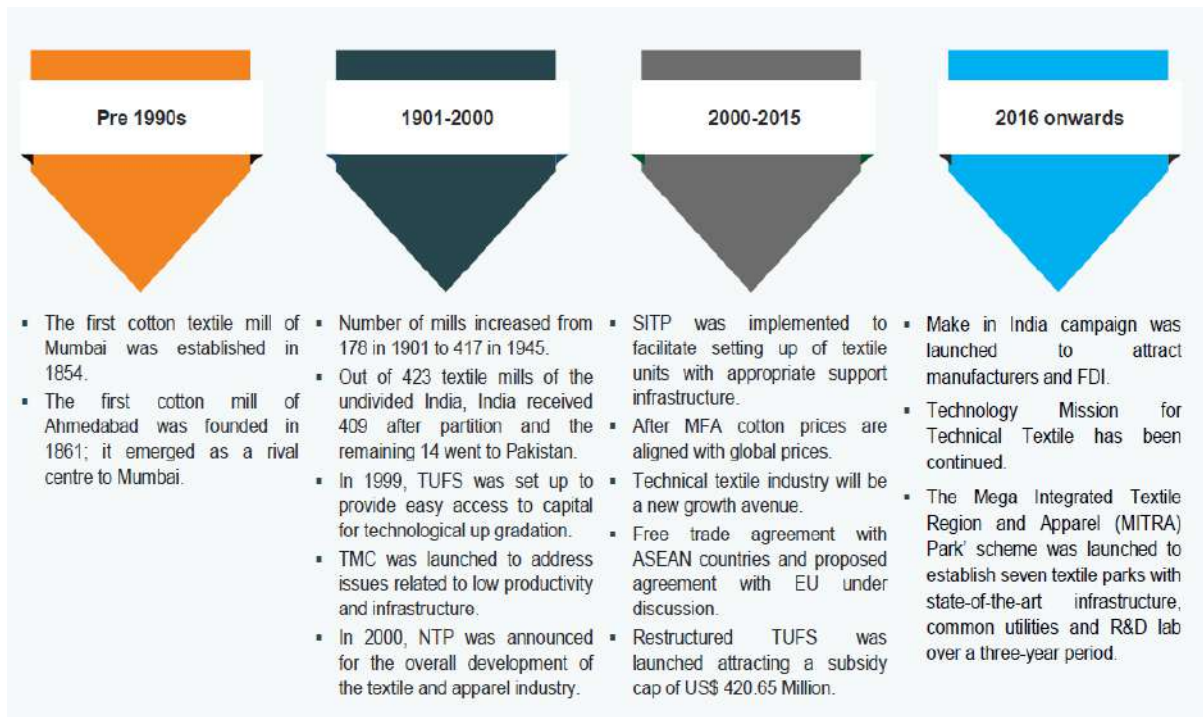 Pre 1990s
▪ The first cotton textile mill of
Mumbai was established in
1854.
▪ The first cotton mill of
Ahmedabad was founded in
1861; it emerged as a rival
centre to Mumbai.
1901-2000
▪ Number of mills increased from
178 in 1901 to 417 in 1945.
▪ Out of 423 textile mills of the
undivided India, India received
409 after partition and the
remaining 14 went to Pakistan.
▪ In 1999, TUFS was set up to
provide easy access to capital
for technological up gradation.
▪ TMC was launched to address
issues related to low productivity
and infrastructure.
▪ In 2000, NTP was announced
for the overall development of
the textile and apparel industry.
2000-2015
▪ SITP was implemented to
facilitate setting up of textile
units with appropriate support
infrastructure.
▪ After MFA cotton prices are
aligned with global prices.
▪ Technical textile industry will be
a new growth avenue.
▪ Free trade agreement with
ASEAN countries and proposed
agreement with EU under
discussion.
▪ Restructured TUFS was
launched attracting a subsidy
cap of US$ 420.65 Million.
2016 onwards
▪ Make in India campaign was
launched to attract
manufacturers and FDI.
▪ Technology Mission for
Technical Textile has been
continued.
▪ The Mega Integrated Textile
Region and Apparel (MITRA)
Park' scheme was launched to
establish seven textile parks with
state-of-the-art infrastructure,
common utilities and R&D lab
over a three-year period.